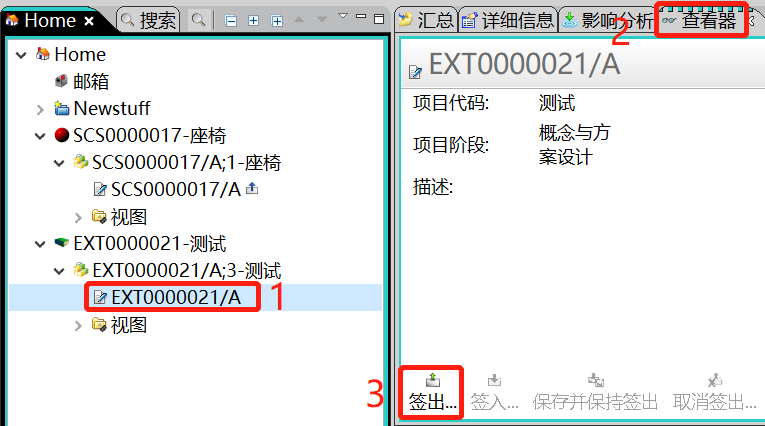 Home
搜索
汇总
详细信息
影响分析
查看器
2
Home
邮箱
Newstuff
SCS0000017-座椅
SCS0000017/A;1-座椅
SCS0000017/A
视图
EXT0000021-测试
EXT0000021/A;3-测试
EXT0000021/A
1
视图
EXT0000021/A
项目代码:
测试
项目阶段:
概念与方
案设计
描述:
3
签出...
签入...
保存并保持签出
取消签出...